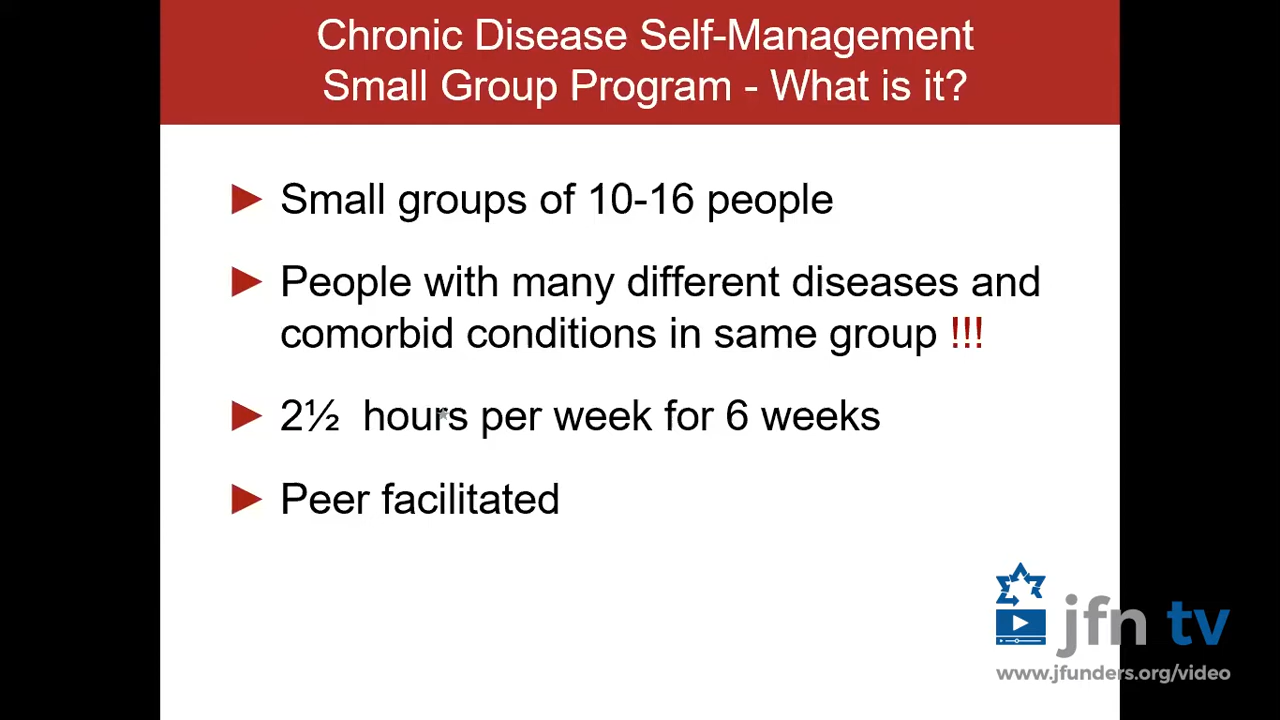 Chronic Disease Self-Management
Small Group Program - What is it?
► Small groups of 10-16 people
► People with many different diseases and
comorbid conditions in same group !!!
► 2½ hours per week for 6 weeks
► Peer facilitated
jfn tv
www.jfunders.org/video